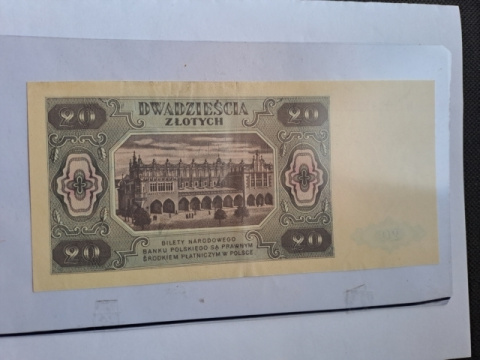 20 DWADZIEŚCIA 20
ZŁOTYCH
20 BILETY NARODOWEGO 20
BANKU POLSKIEGO SĄ PRAWNYM
ŚRODKIEM PŁATNICZYM W POLSCE